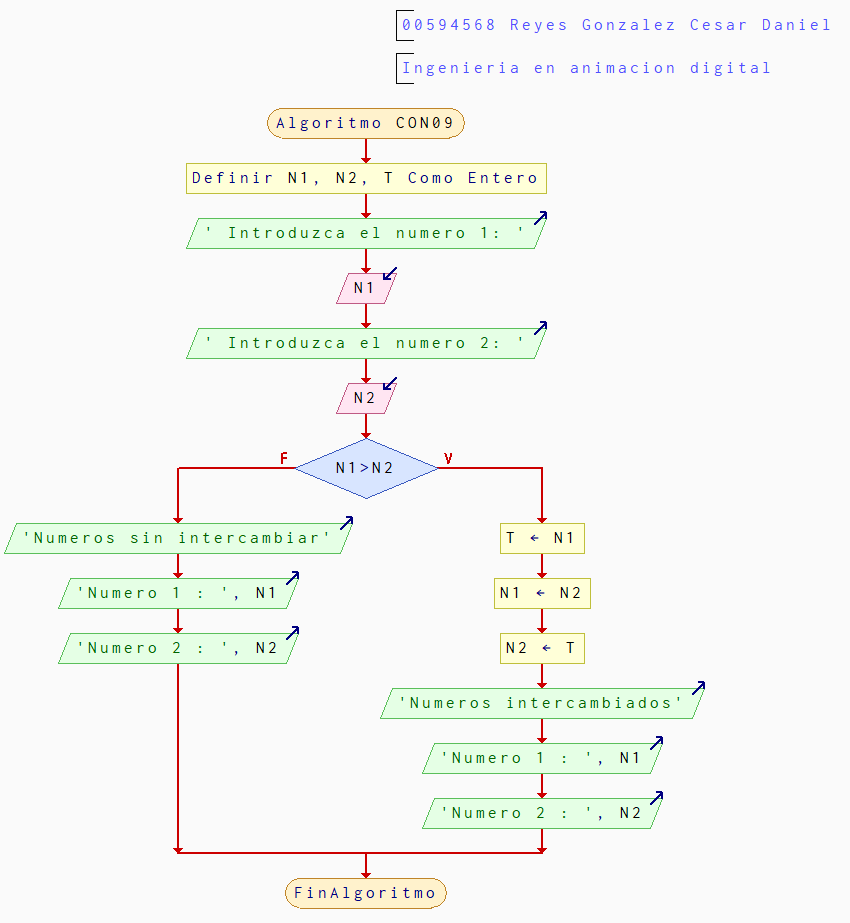 00594568 Reyes Gonzalez Cesar Daniel
Ingenieria en animacion digital
Algoritmo CON09
Definir N1, N2, T Como Entero
' Introduzca el numero 1: '
N1
' Introduzca el numero 2: '
N2
F
N1>N2
V
'Numeros sin intercambiar'
'Numero 1 : ', N1
'Numero 2 : ', N2
T ← N1
N1 ← N2
N2 ← T
'Numeros intercambiados'
'Numero 1 : ', N1
'Numero 2 : ', N2
FinAlgoritmo